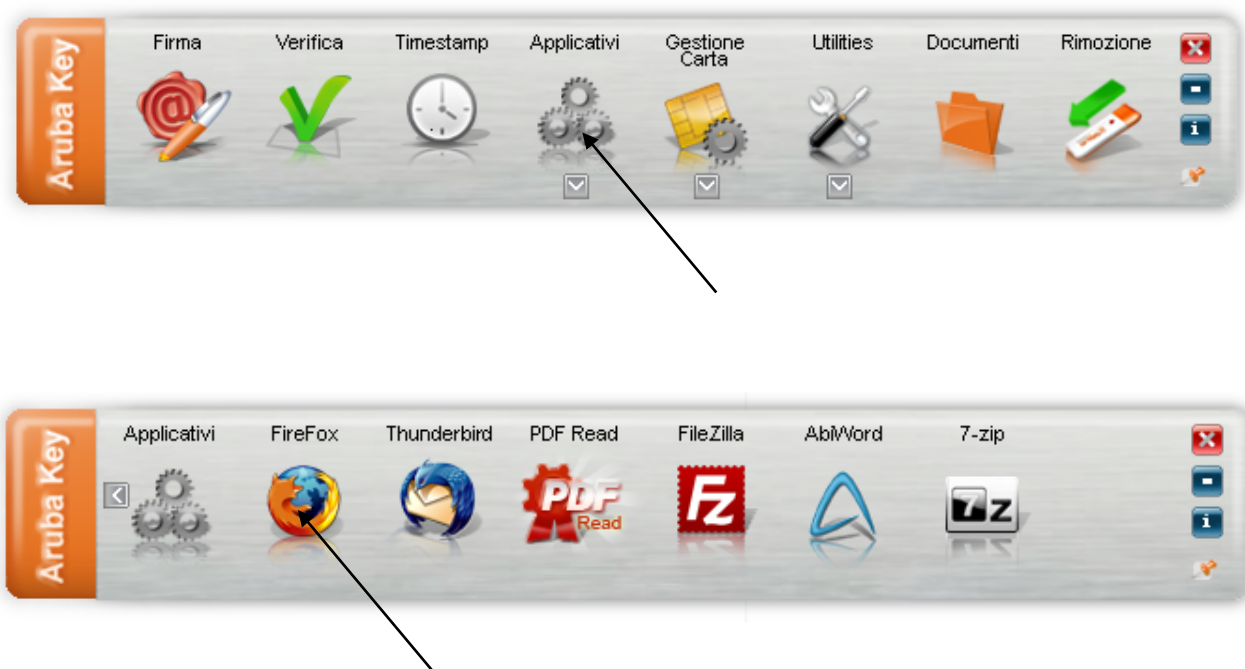 Aruba Key
Firma
Verifica
Timestamp
Applicativi
Gestione
Carta
Utilities
Documenti
Rimozione
@
i
Aruba Key
Applicativi
FireFox
Thunderbird
PDF Read
FileZilla
AbiWord
7-zip
PDF
Read
Fz
7z
i